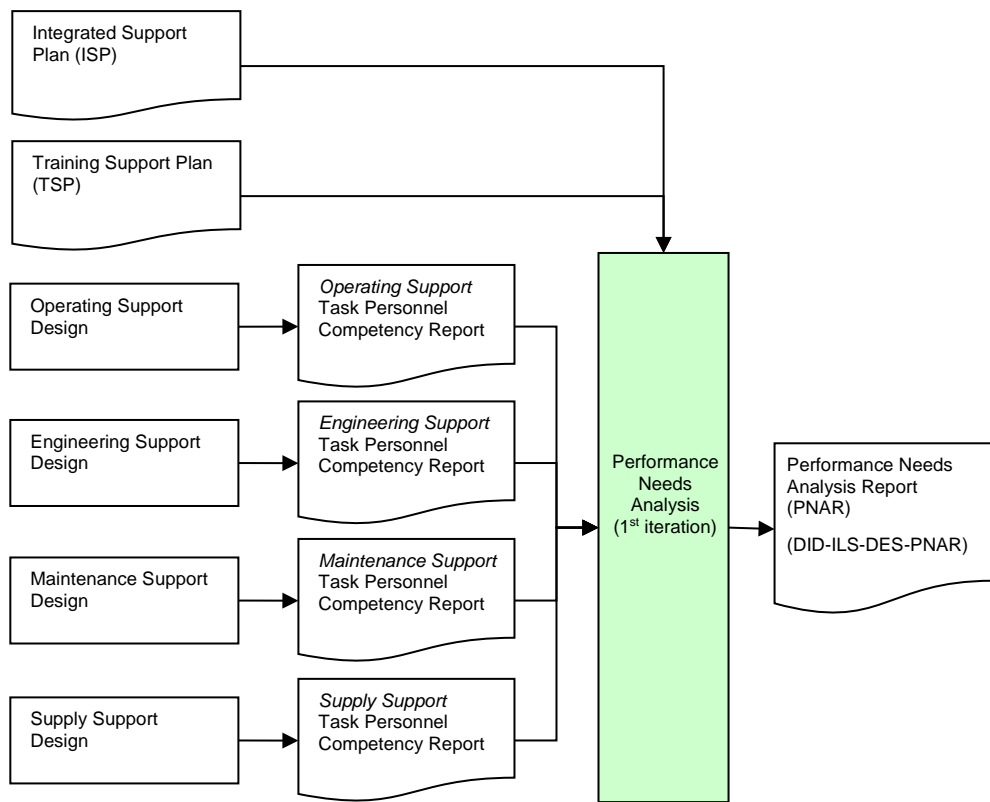 Integrated Support
Plan (ISP)
Training Support Plan
(TSP)
Operating Support
Design
Operating Support
Task Personnel
Competency Report
Engineering Support
Design
Engineering Support
Task Personnel
Competency Report
Maintenance Support
Design
Maintenance Support
Task Personnel
Competency Report
Supply Support
Design
Supply Support
Task Personnel
Competency Report
Performance
Needs
Analysis
(1st iteration)
Performance Needs
Analysis Report
(PNAR)
(DID-ILS-DES-PNAR)